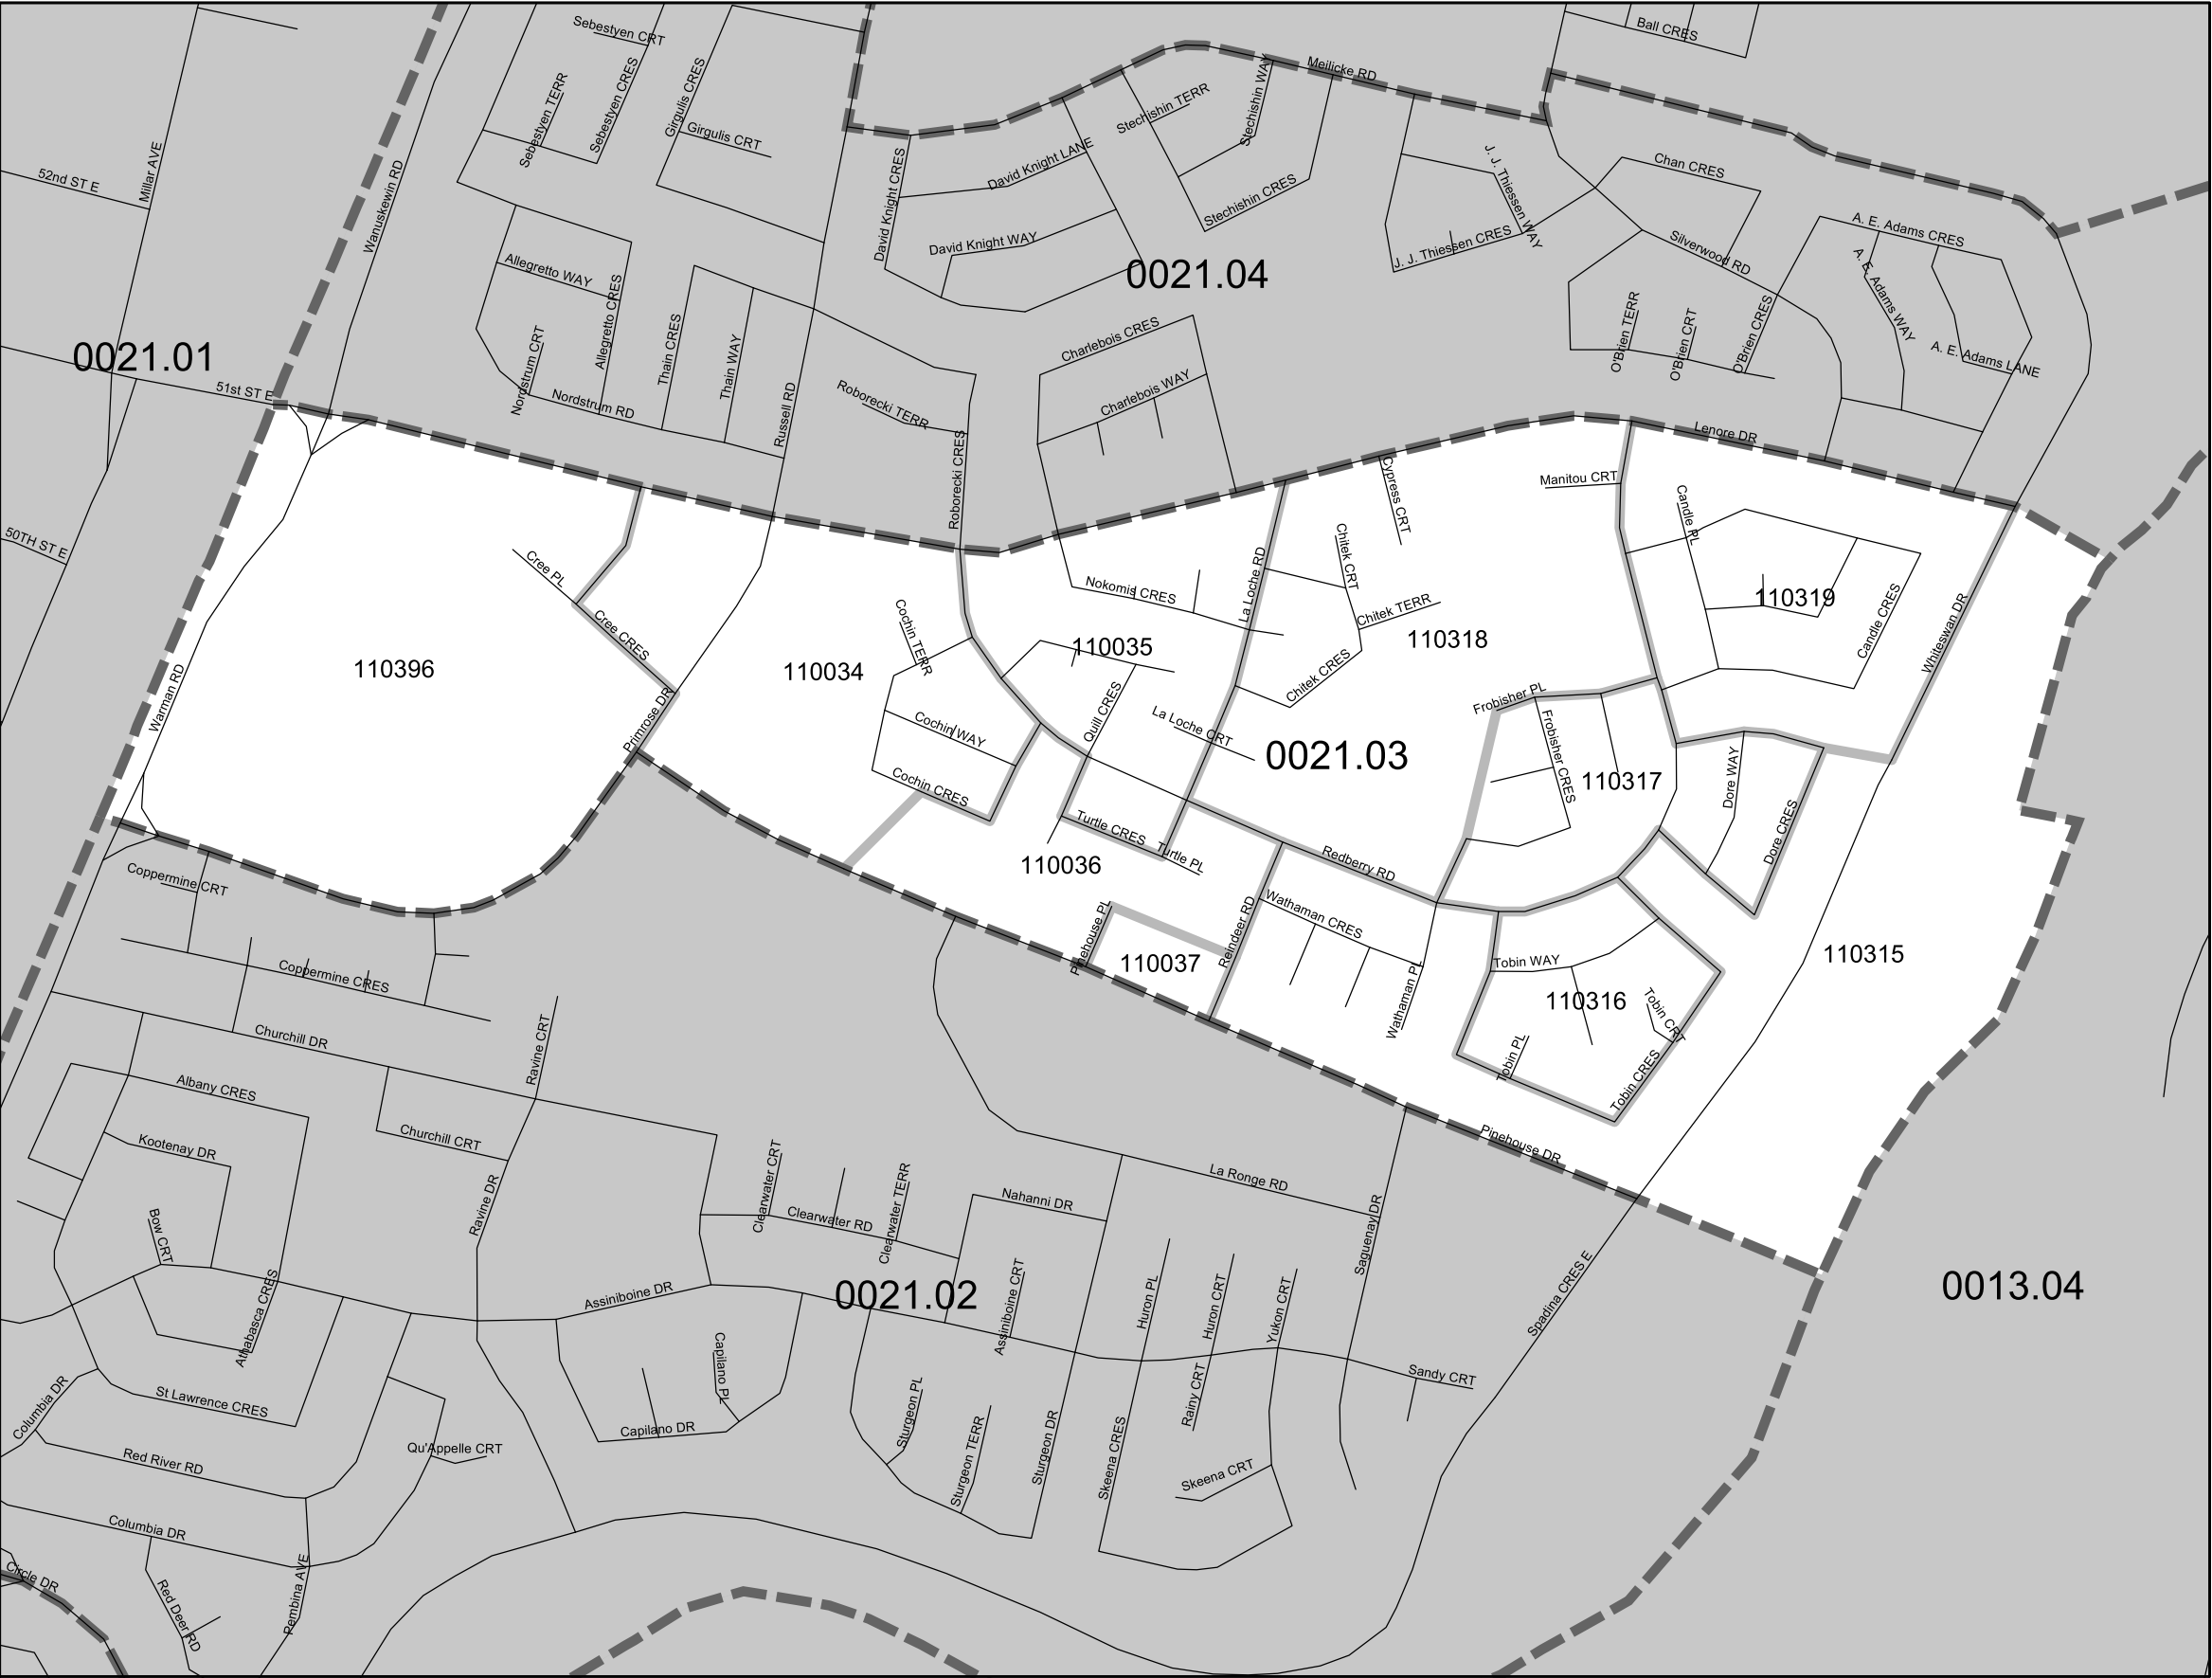 Sebestyen CRT
Ball CRES
Meilicke RD
Sebestyen TERR
Sebestyen CRES
Girgulis CRES
Girgulis CRT
Stechishin TERR
Stechishin WAY
Stechishin CRES
52nd ST E
Millar AVE
Wanuskewin RD
David Knight CRES
David Knight LANE
David Knight WAY
J. J. Thiessen WAY
J. J. Thiessen CRES
Chan CRES
Silverwood RD
A. E. Adams CRES
A. E. Adams WAY
A. E. Adams LANE
0021.04
Allegretto WAY
Allegretto CRES
Nordstrum CRT
Nordstrum RD
Thain CRES
Thain WAY
Russell RD
Charlebois CRES
Charlebois WAY
O'Brien TERR
O'Brien CRT
O'Brien CRES
0021.01
51st ST E
Roborecki TERR
Roborecki CRES
Lenore DR
50TH ST E
Manitou CRT
Cypress CRT
Candle PL
Candle CRES
Cree PL
Cree CRES
Nokomis CRES
La Loche RD
Chitek CRT
Chitek TERR
Chitek CRES
110319
Whiteswan DR
Cochin TERR
110396
110034
110035
110318
Warman RD
Primrose DR
Cochin WAY
Cochin CRES
Quill CRES
La Loche CRT
0021.03
Frobisher PL
Frobisher CRES
110317
Dore WAY
Dore CRES
Turtle CRES
Turtle PL
110036
Redberry RD
Coppermine CRT
Coppermine CRES
Pinehouse PL
110037
Reindeer RD
Wathaman CRES
Wathaman PL
Tobin WAY
110316
Tobin CRT
Tobin PL
Tobin CRES
110315
Churchill DR
Ravine CRT
Albany CRES
Kootenay DR
Churchill CRT
Pinehouse DR
Clearwater CRT
Clearwater RD
Clearwater TERR
Nahanni DR
La Ronge RD
Saguenay DR
Bow CRT
Ravine DR
Athabasca CRES
Assiniboine DR
0021.02
Assiniboine CRT
Huron PL
Huron CRT
Yukon CRT
Spadina CRES E
0013.04
Columbia DR
St Lawrence CRES
Capilano PL
Capilano DR
Sturgeon PL
Sturgeon TERR
Sturgeon DR
Skeena CRES
Rainy CRT
Skeena CRT
Sandy CRT
Red River RD
Qu'Appelle CRT
Columbia DR
Circle DR
Red Deer RD
Pembina AVE